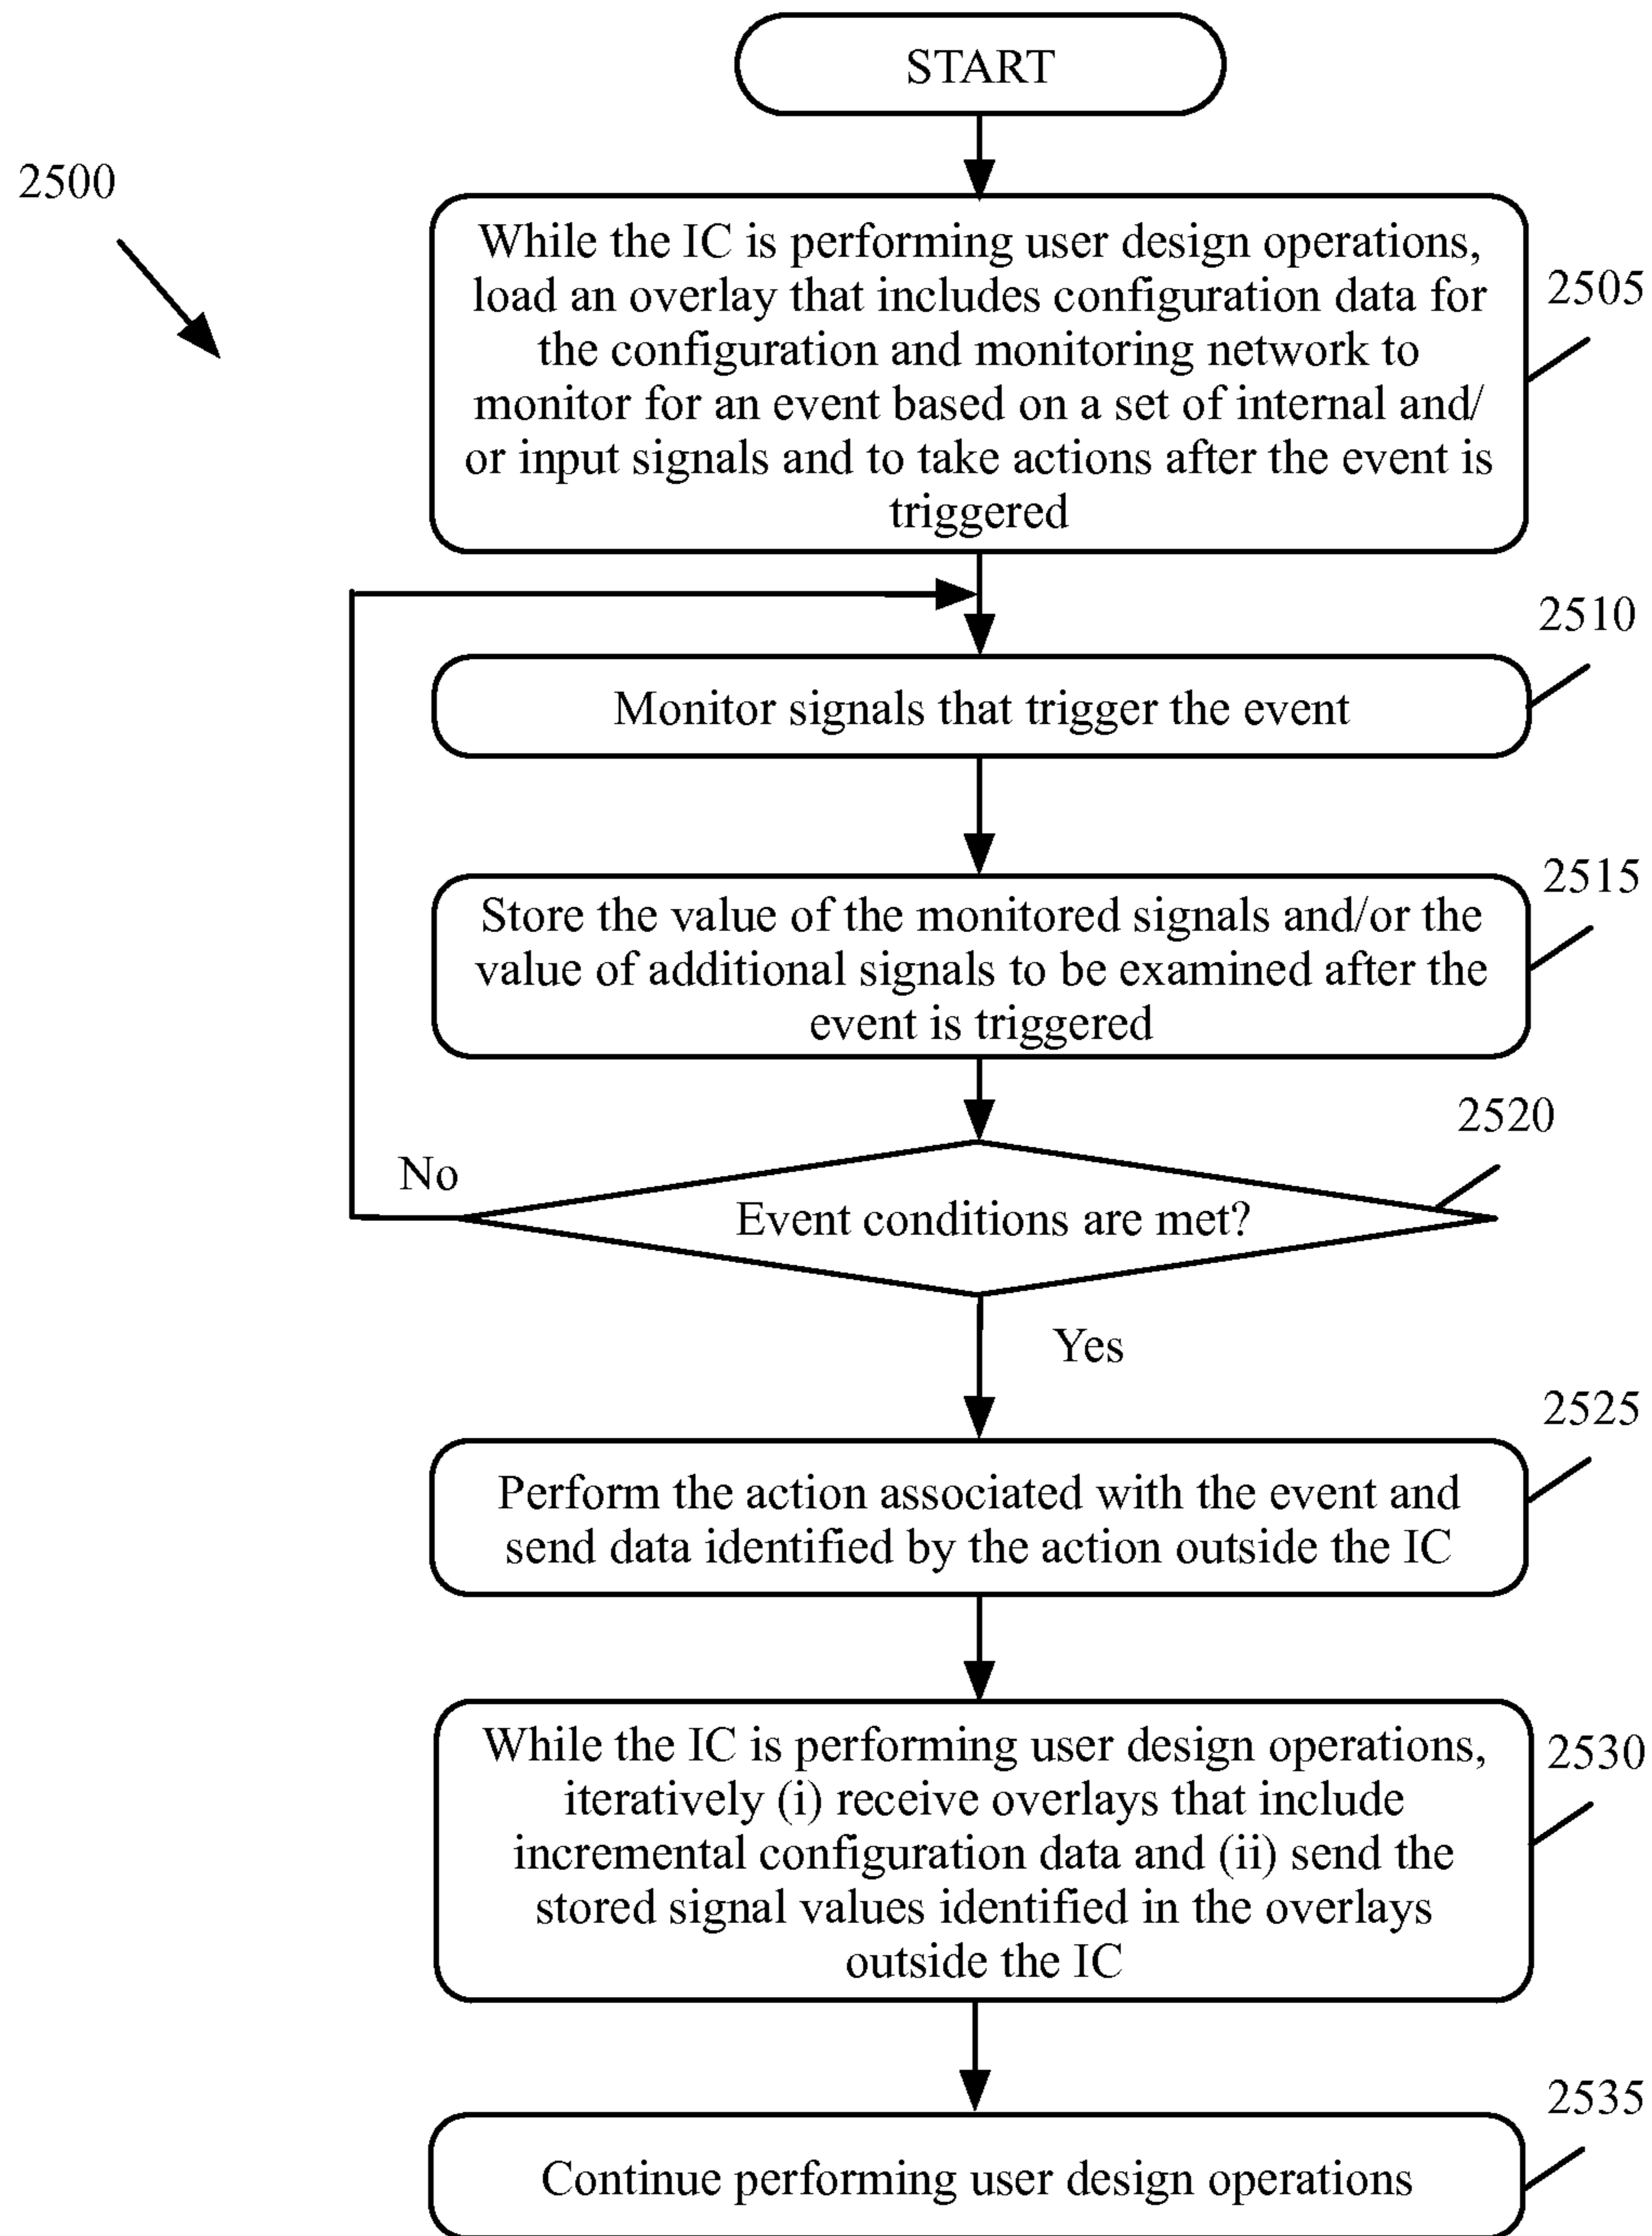 START
2500
While the IC is performing user design operations,
load an overlay that includes configuration data for
the configuration and monitoring network to
monitor for an event based on a set of internal and/
or input signals and to take actions after the event is
triggered
2505
2510
Monitor signals that trigger the event
2515
Store the value of the monitored signals and/or the
value of additional signals to be examined after the
event is triggered
2520
No
Event conditions are met?
Yes
2525
Perform the action associated with the event and
send data identified by the action outside the IC
2530
While the IC is performing user design operations,
iteratively (i) receive overlays that include
incremental configuration data and (ii) send the
stored signal values identified in the overlays
outside the IC
2535
Continue performing user design operations